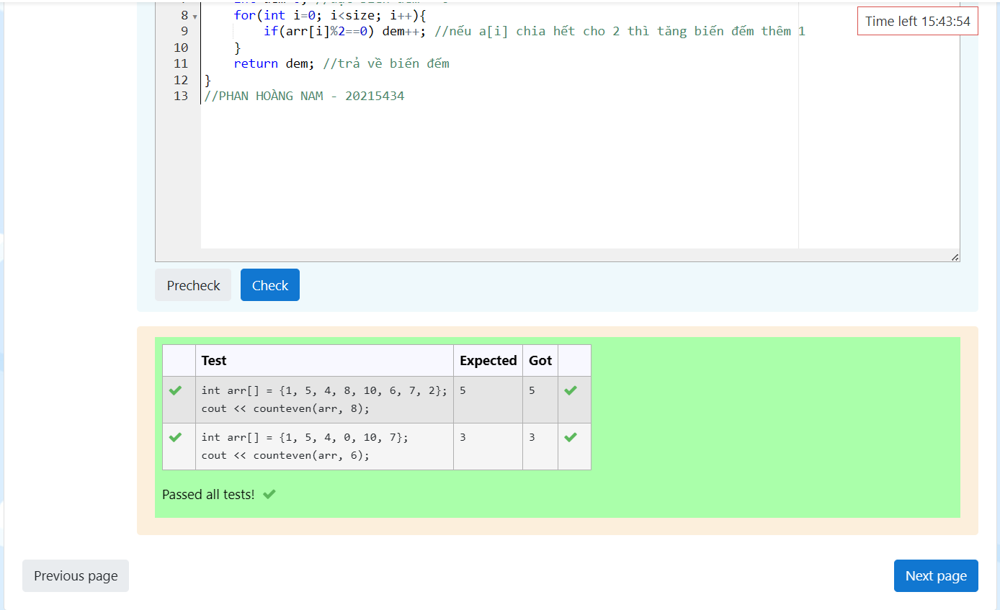 8 for(int i=0; i<size; i++){
Time left 15:43:54
9 if(arr[i]%2==0) dem++; //nếu a[i] chia hết cho 2 thì tăng biến đếm thêm 1
10 }
11 return dem; //trả về biến đếm
12 }
13 //PHAN HOÀNG NAM - 20215434
Precheck Check
Test Expected Got
int arr[] = {1, 5, 4, 8, 10, 6, 7, 2}; 5 5
cout << counteven(arr, 8);
int arr[] = {1, 5, 4, 0, 10, 7}; 3 3
cout << counteven(arr, 6);
Passed all tests!
Previous page Next page